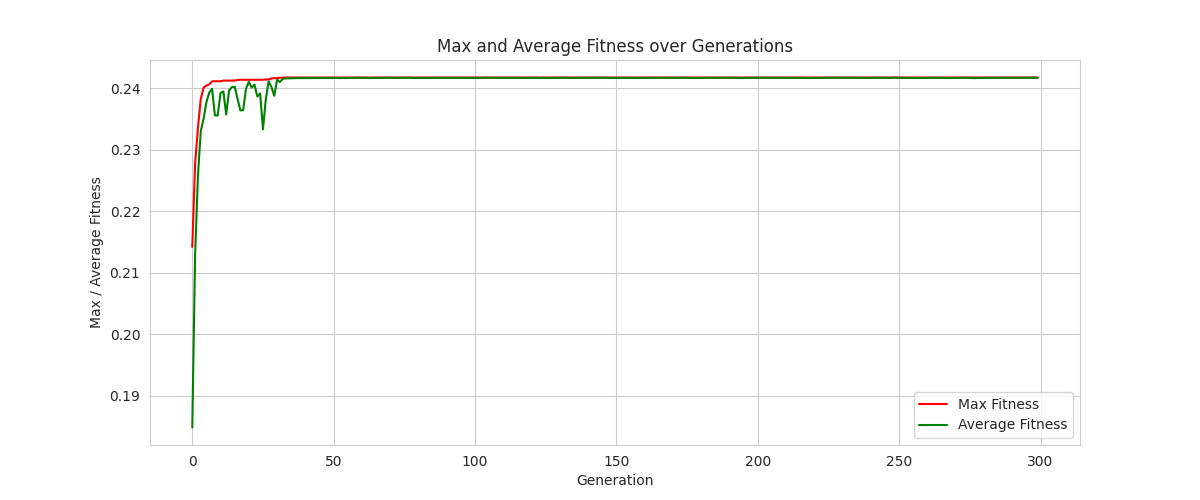 Max and Average Fitness over Generations
Max / Average Fitness
0.24
0.23
0.22
0.21
0.20
0.19
0 50 100 150 200 250 300
Generation
Max Fitness
Average Fitness